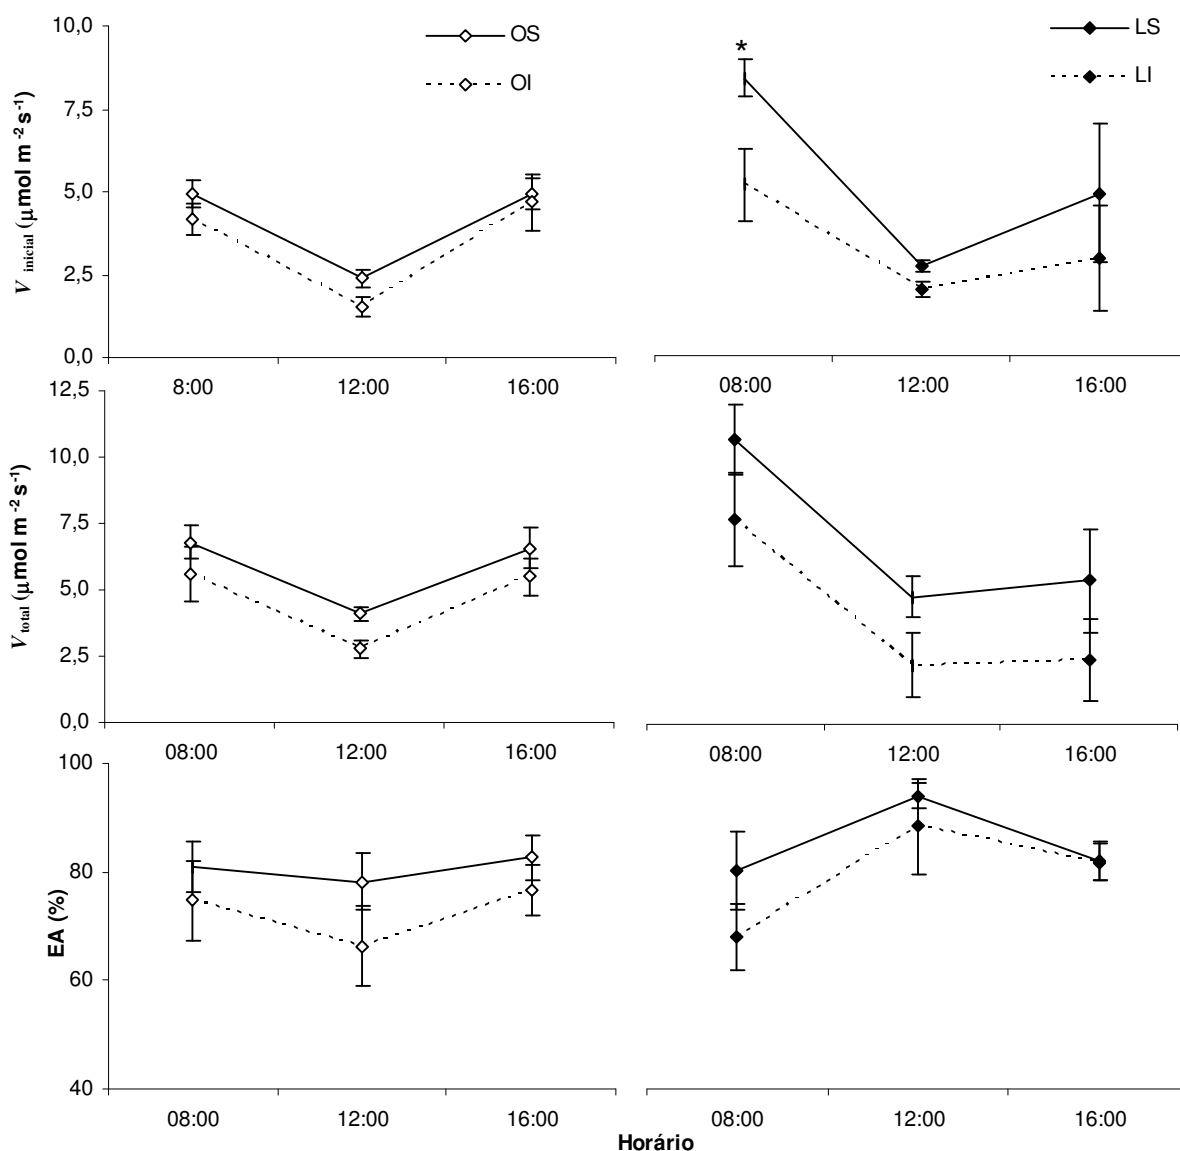 10,0
7,5
5,0
2,5
0,0
V inicial (µmol m -2 s-1)
OS
OI
8:00 12:00 16:00
*
LS
LI
08:00 12:00 16:00
12,5
10,0
7,5
5,0
2,5
0,0
V total (µmol m -2 s-1)
08:00 12:00 16:00
08:00 12:00 16:00
100
80
60
40
EA (%)
08:00 12:00 16:00
08:00 12:00 16:00
Horário